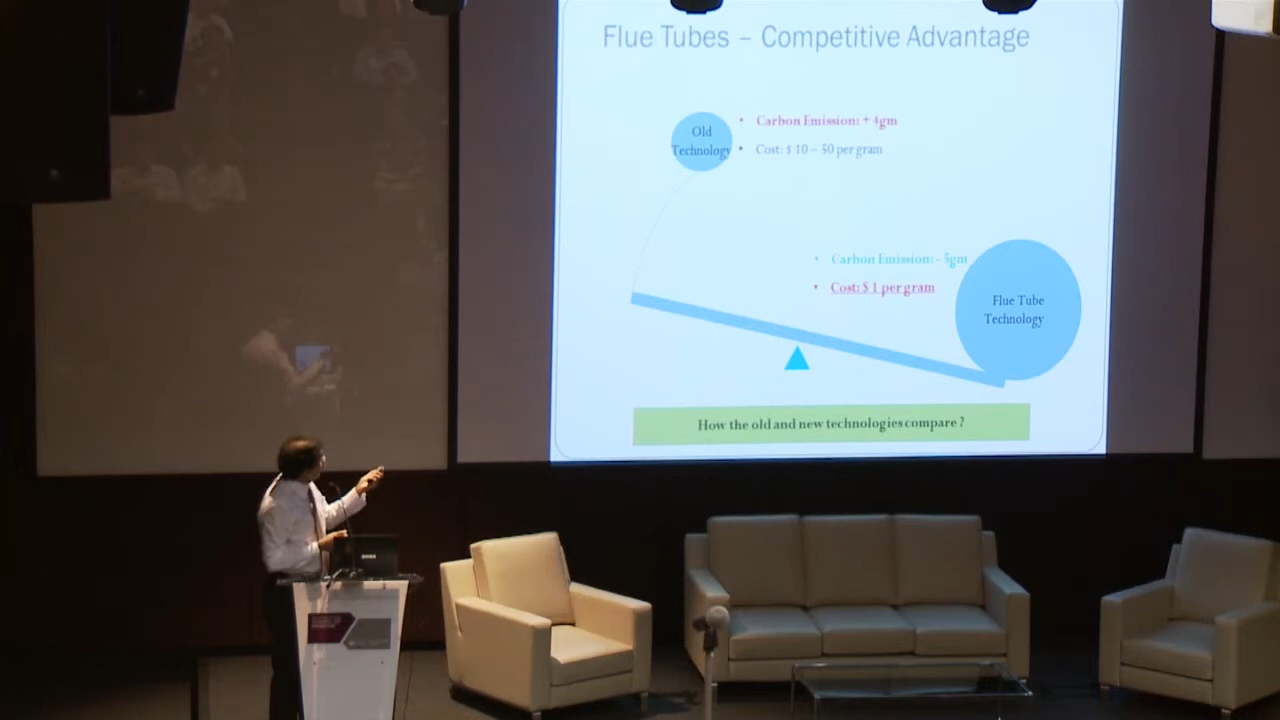 Flue Tubes – Competitive Advantage
Old
Technology
• Carbon Emission: + 4gm
• Cost: $ 10 – 50 per gram
• Carbon Emission: - 3gm
• Cost: $ 1 per gram
Flue Tube
Technology
How the old and new technologies compare ?